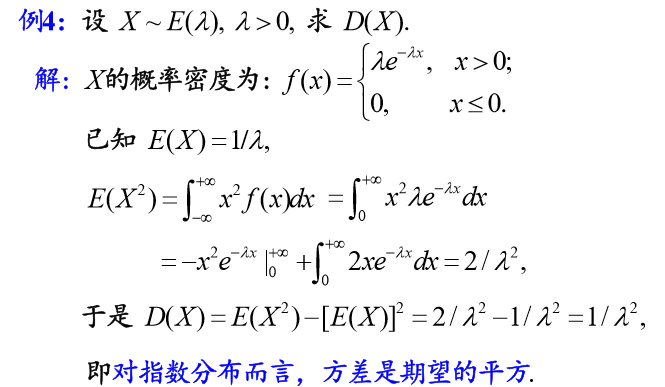 例4：设 X ~ E(λ), λ > 0, 求 D(X).
解：X的概率密度为：f(x) = { λe^{-λx}, x > 0; 0, x ≤ 0.
已知 E(X) = 1/λ,
E(X²) = ∫_{-∞}^{+∞} x² f(x)dx = ∫_0^{+∞} x²λe^{-λx}dx
= -x²e^{-λx} |_0^{+∞} + ∫_0^{+∞} 2xe^{-λx}dx = 2 / λ²,
于是 D(X) = E(X²) - [E(X)]² = 2 / λ² - 1 / λ² = 1 / λ²,
即对指数分布而言，方差是期望的平方.